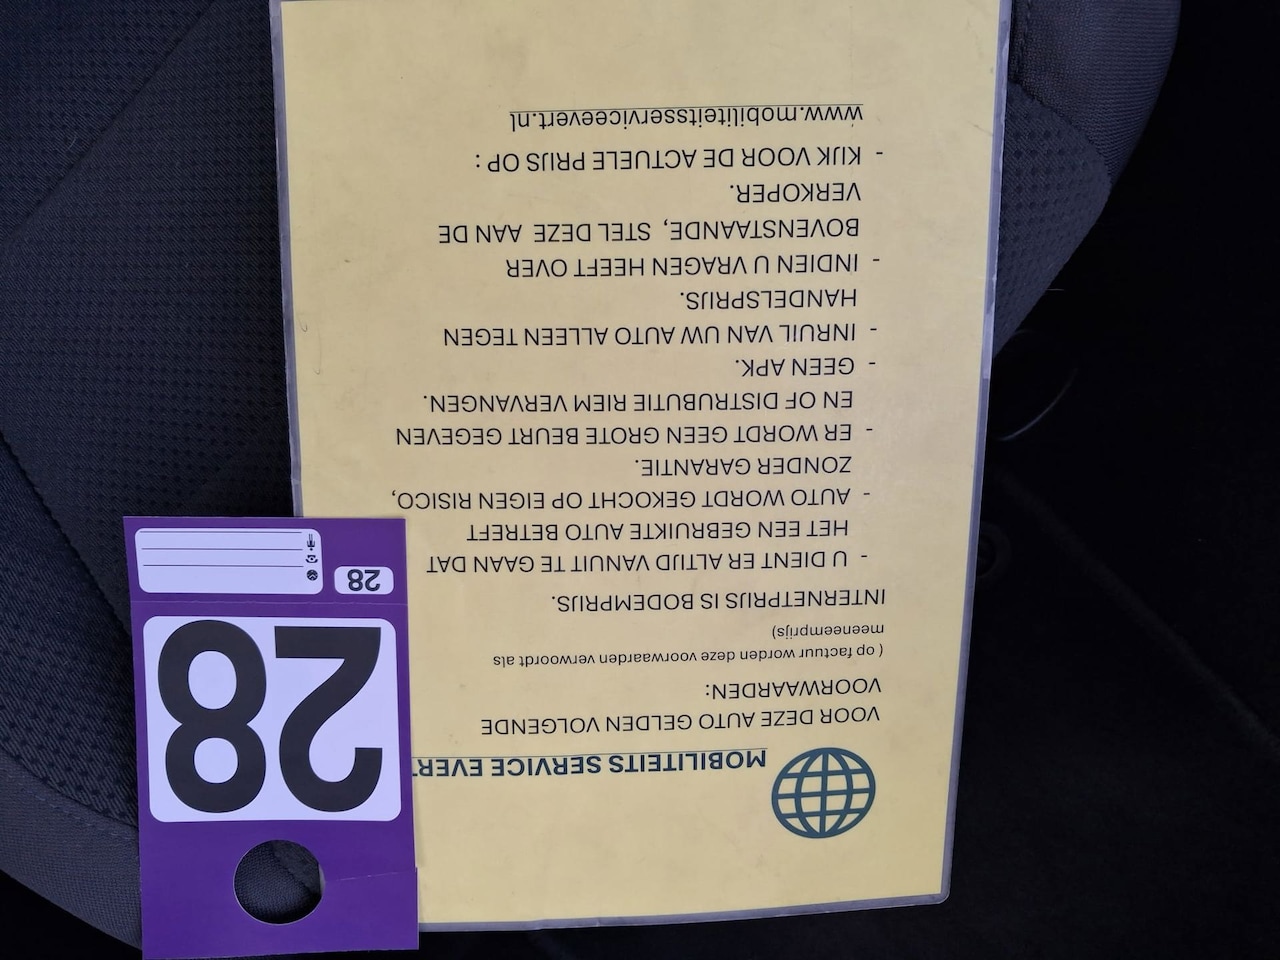 MOBILITEITS SERVICE EVERT
VOOR DEZE AUTO GELDEN VOLGENDE
VOORWAARDEN:
( op factuur worden deze voorwaarden verwoordt als
meeneemprijs)
INTERNETPRIJS IS BODEMPRIJS.
- U DIENT ER ALTIJD VANUIT TE GAAN DAT
HET EEN GEBRUIKTE AUTO BETREFT
- AUTO WORDT GEKOCHT OP EIGEN RISICO,
ZONDER GARANTIE.
- ER WORDT GEEN GROTE BEURT GEGEVEN
EN OF DISTRUBUTIE RIEM VERVANGEN.
- GEEN APK.
- INRUIL VAN UW AUTO ALLEEN TEGEN
HANDELSPRIJS.
- INDIEN U VRAGEN HEEFT OVER
BOVENSTAANDE, STEL DEZE AAN DE
VERKOPER.
- KIJK VOOR DE ACTUELE PRIJS OP :
www.mobiliteitsserviceevert.nl
28
28